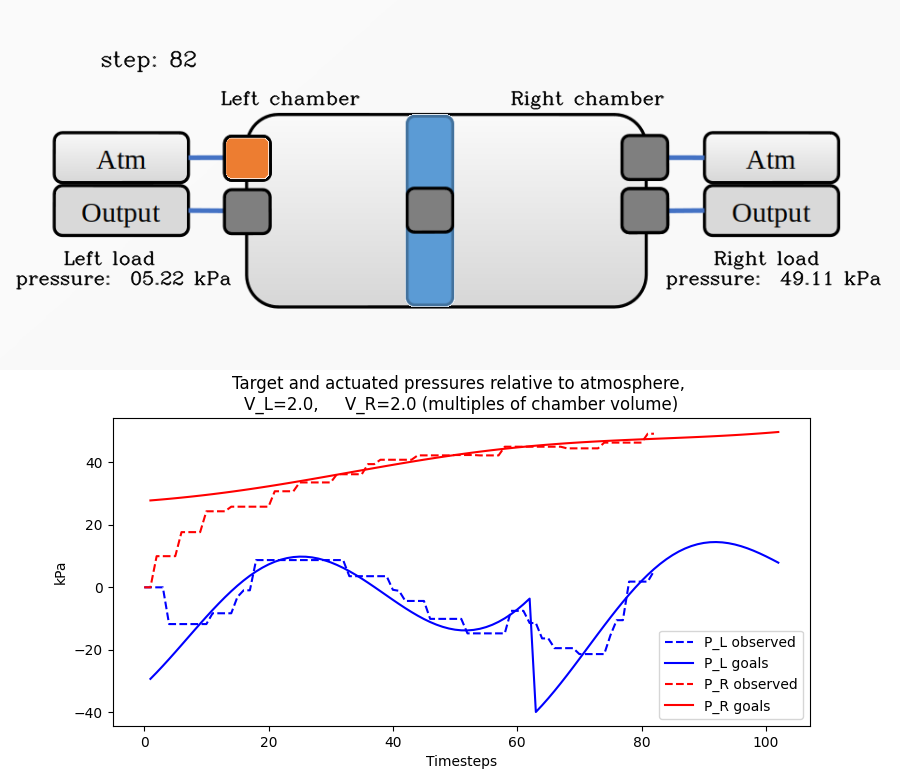 step: 82
Left chamber
Right chamber
Atm
Atm
Output
Output
Left load
pressure: 05.22 kPa
Right load
pressure: 49.11 kPa
Target and actuated pressures relative to atmosphere,
V_L=2.0, V_R=2.0 (multiples of chamber volume)
kPa
40
20
0
−20
−40
0
20
40
60
80
100
Timesteps
P_L observed
P_L goals
P_R observed
P_R goals